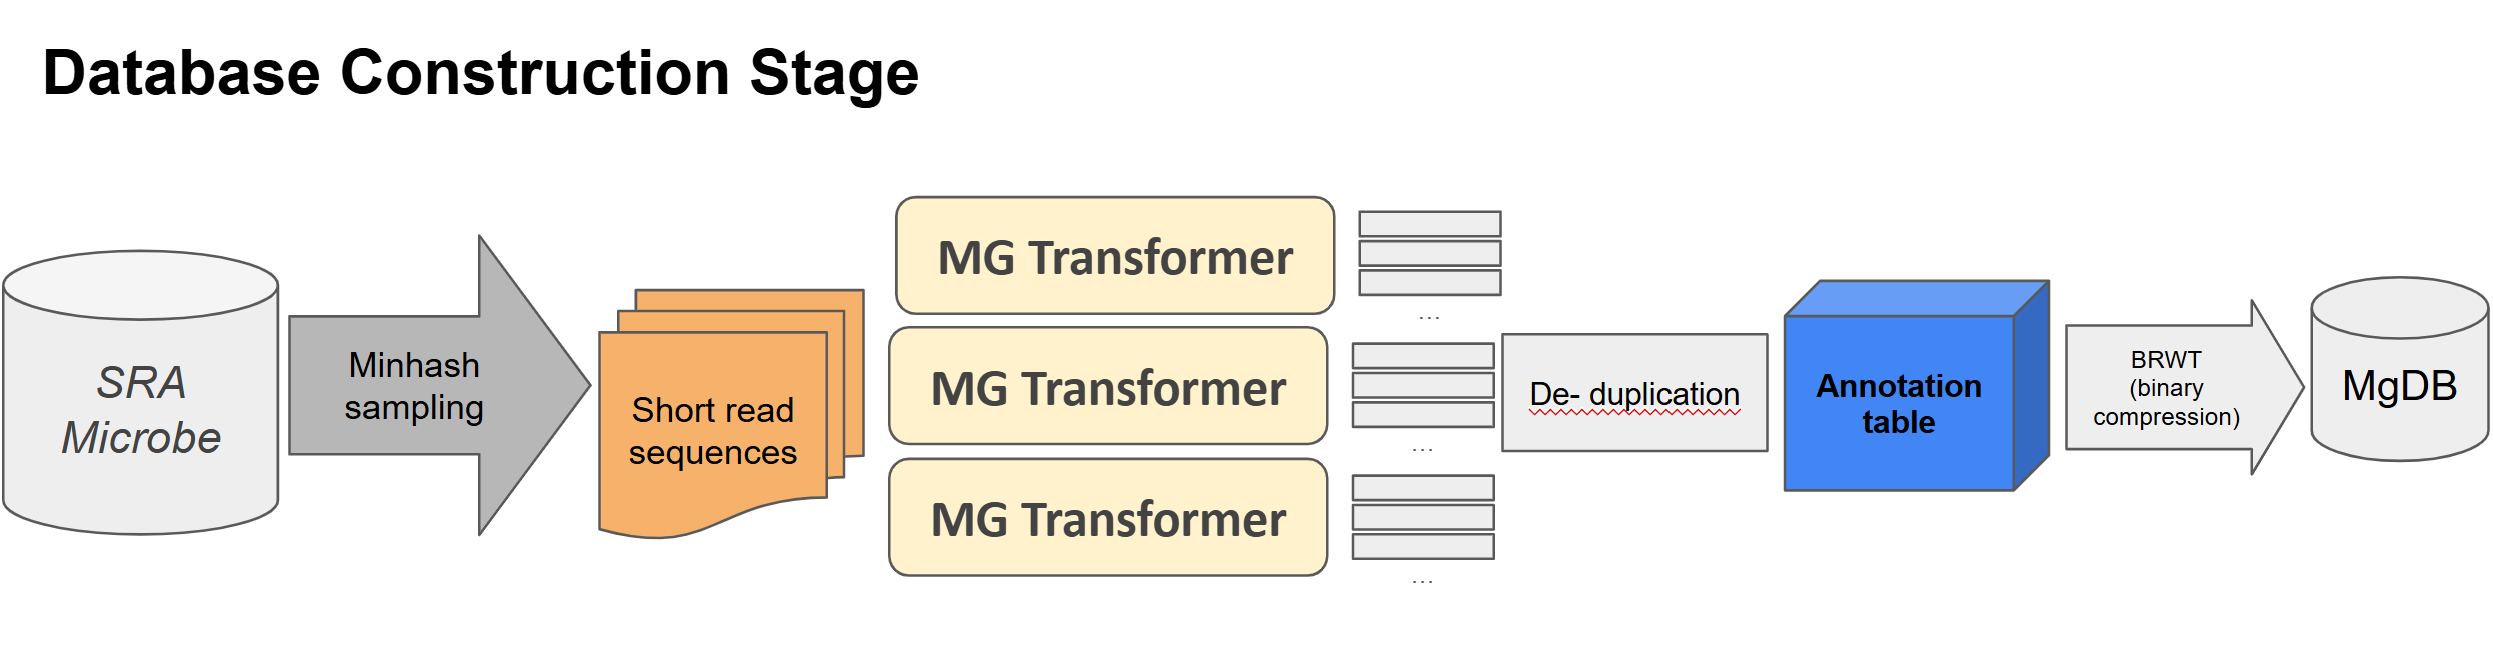 Database Construction Stage
SRA
Microbe
Minhash
sampling
Short read
sequences
MG Transformer
...
MG Transformer
...
MG Transformer
...
De- duplication
Annotation
table
BRWT
(binary
compression)
MgDB